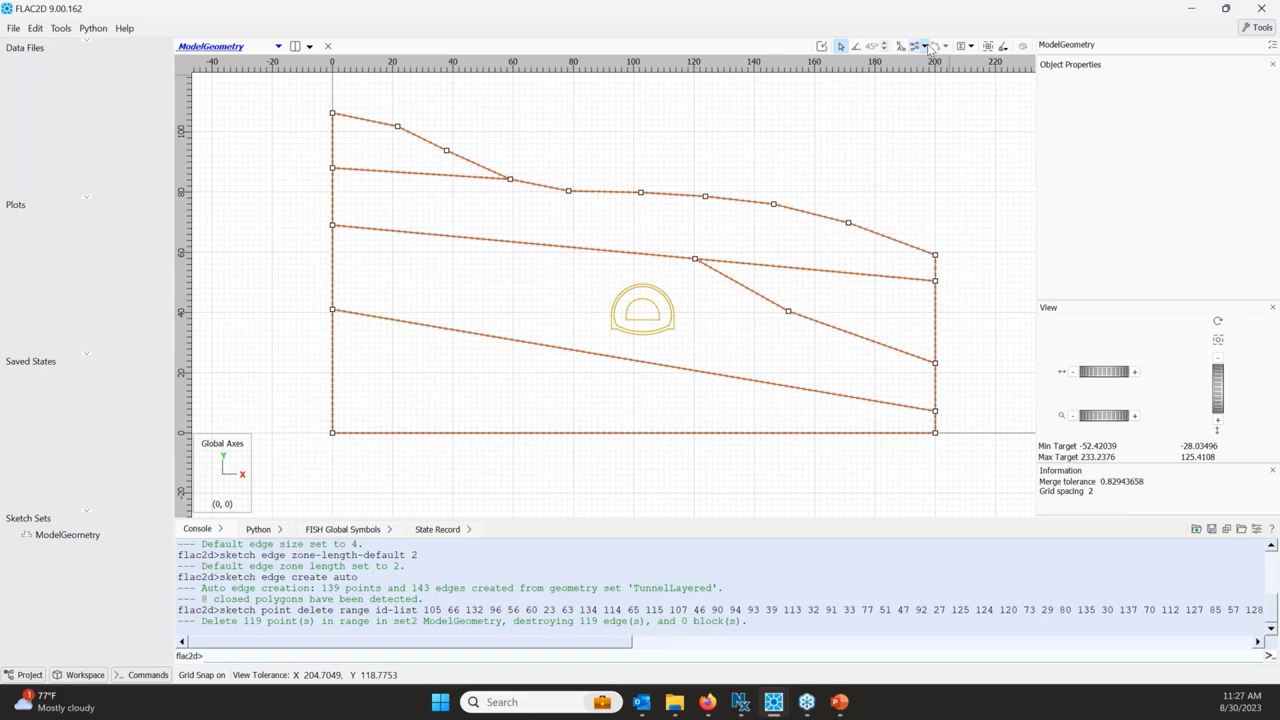 FLAC2D 9.00.162
File Edit Tools Python Help
Tools
Data Files
ModelGeometry
45°
ModelGeometry
-40 -20 0 20 40 60 80 100 120 140 160 180 200 220
Object Properties
100
80
60
40
20
0
-20
Plots
Saved States
Sketch Sets
ModelGeometry
Global Axes
Y
X
(0, 0)
View
- +
- +
-
+
Min Target -52.42039 -28.03496
Max Target 233.2376 125.4108
Information
Merge tolerance 0.82943658
Grid spacing 2
Console Python FISH Global Symbols State Record
--- Default edge size set to 4.
flac2d>sketch edge zone-length-default 2
--- Default edge zone length set to 2.
flac2d>sketch edge create auto
--- Auto edge creation: 139 points and 143 edges created from geometry set 'TunnelLayered'.
--- 8 closed polygons have been detected.
flac2d>sketch point delete range id-list 105 66 132 96 56 60 23 63 134 114 65 115 107 46 90 94 93 39 113 32 91 33 77 51 47 92 27 125 124 120 73 29 80 135 30 137 70 112 127 85 57 128
--- Delete 119 point(s) in range in set2 ModelGeometry, destroying 119 edge(s), and 0 block(s).
flac2d>
Project Workspace Commands Grid Snap on View Tolerance: X 204.7049, Y 118.7753
1
77°F
Mostly cloudy
Search
11:27 AM
8/30/2023